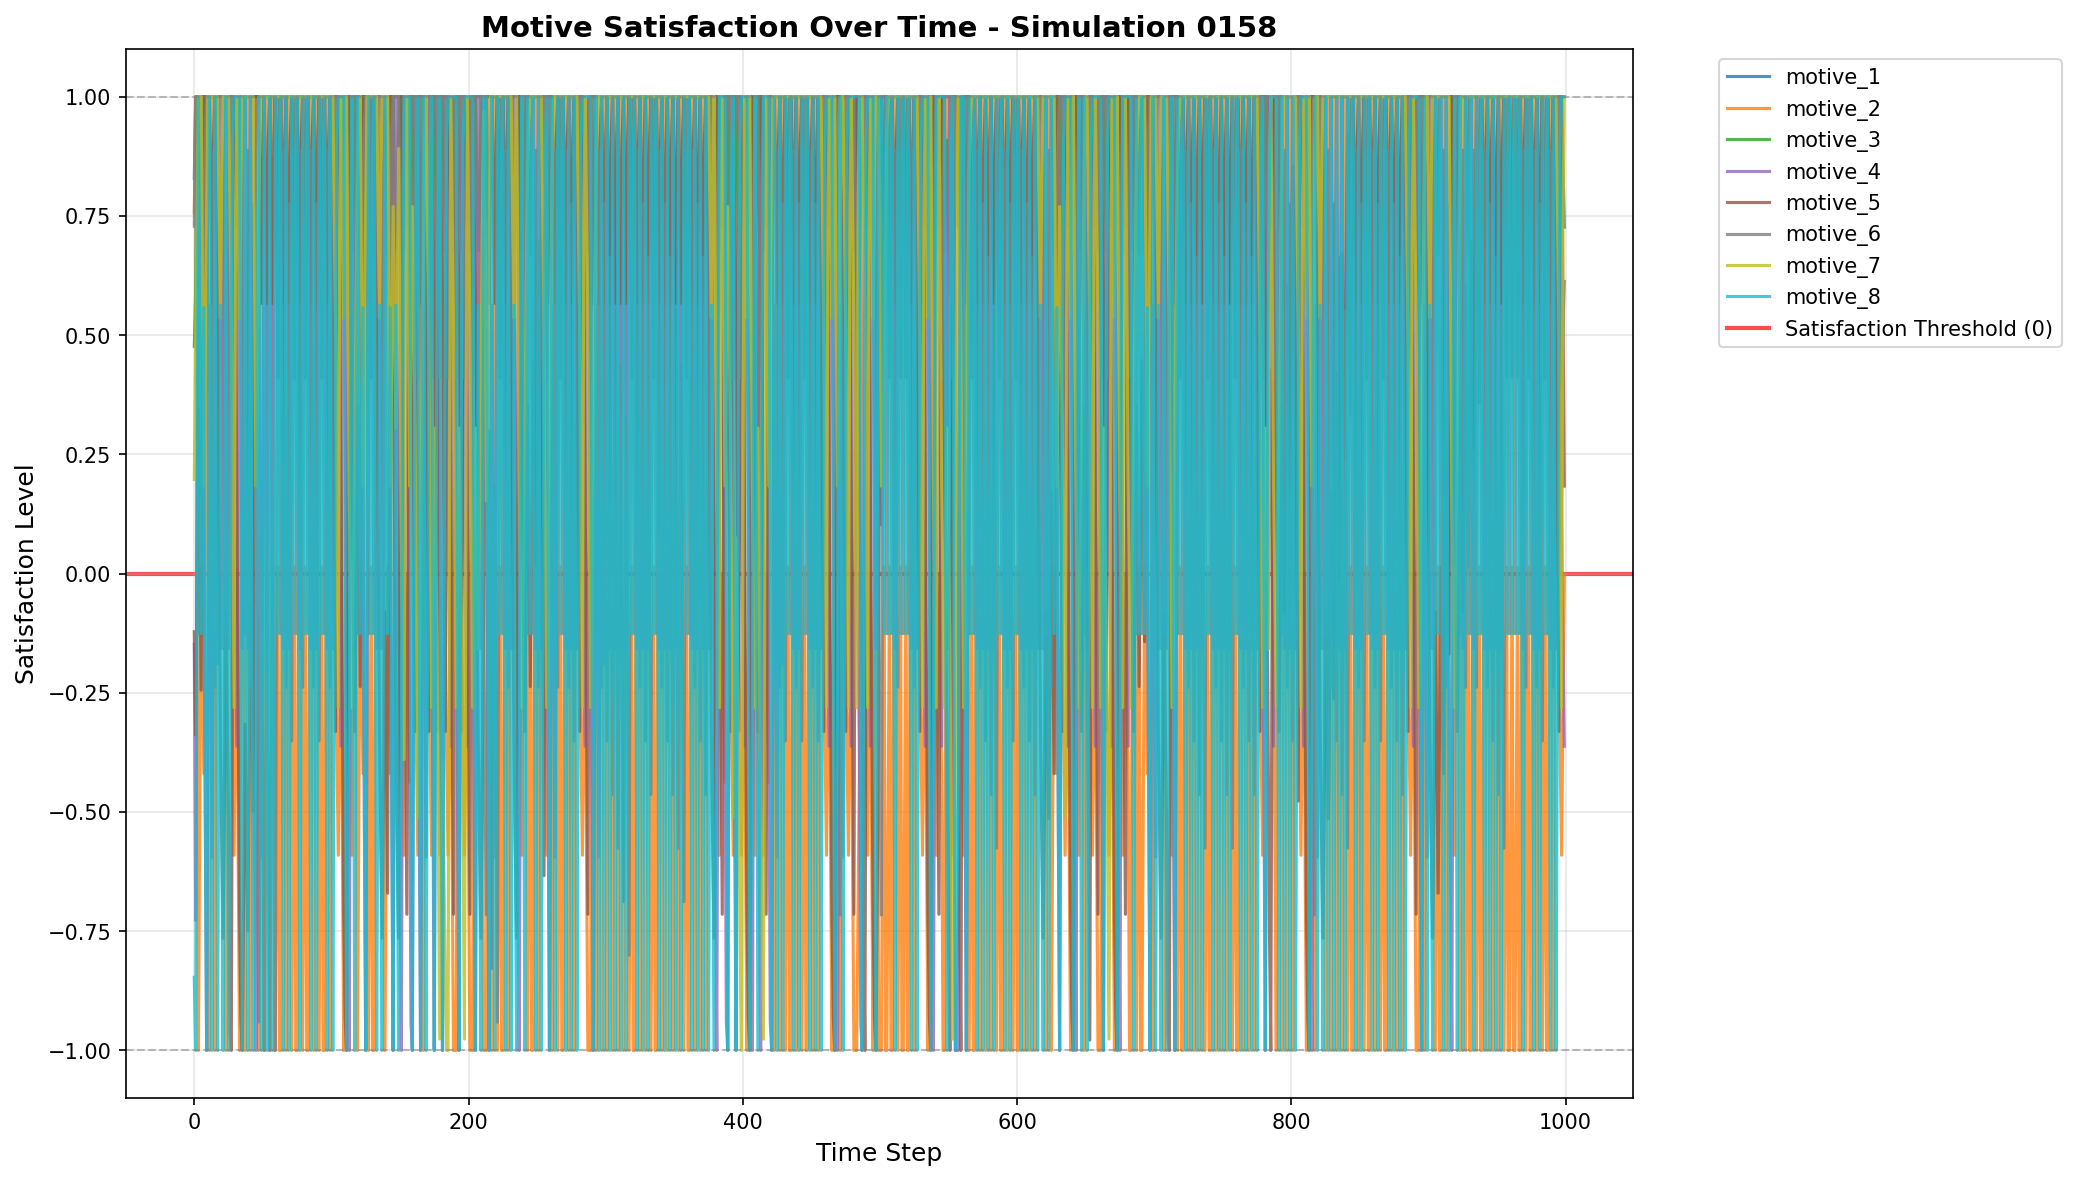 Motive Satisfaction Over Time - Simulation 0158
1.00
0.75
0.50
0.25
0.00
−0.25
−0.50
−0.75
−1.00
Satisfaction Level
0
200
400
600
800
1000
Time Step
motive_1
motive_2
motive_3
motive_4
motive_5
motive_6
motive_7
motive_8
Satisfaction Threshold (0)